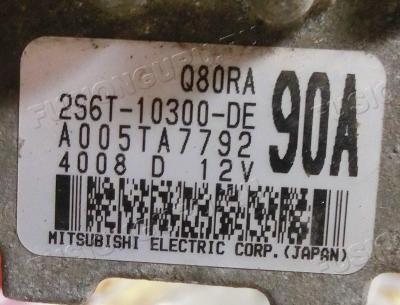 Q80RA
2S6T-10300-DE
A005TA7792
90A
4008 D 12V
MITSUBISHI ELECTRIC CORP.(JAPAN)